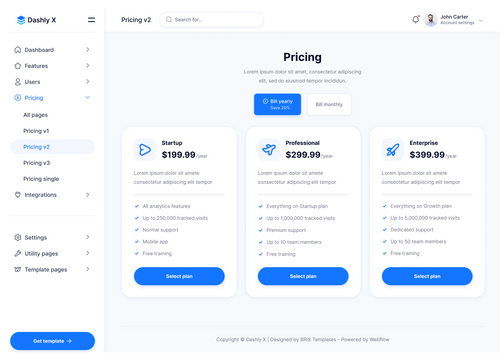 Dashly X
Dashboard
Features
Users
Pricing
All pages
Pricing v1
Pricing v2
Pricing v3
Pricing single
Integrations
Settings
Utility pages
Template pages
Get template →
Pricing v2
Search for...
John Carter
Account settings
Pricing
Lorem ipsum dolor sit amet, consectetur adipiscing
elit, sed do eiusmod tempor incididun.
Bill yearly
Save 20%
Bill monthly
Startup
$199.99/year
Lorem ipsum dolor sit amete
consectetur adipiscing elit tempor
All analytics features
Up to 250,000 tracked visits
Normal support
Mobile app
Free training
Select plan
Professional
$299.99/year
Lorem ipsum dolor sit amete
consectetur adipiscing elit tempor
Everything on Startup plan
Up to 1,000,000 tracked visits
Premium support
Up to 10 team members
Free training
Select plan
Enterprise
$399.99/year
Lorem ipsum dolor sit amete
consectetur adipiscing elit tempor
Everything on Growth plan
Up to 5,000,000 tracked visits
Dedicated support
Up to 50 team members
Free training
Select plan
Copyright © Dashly X | Designed by BRIX Templates - Powered by Webflow